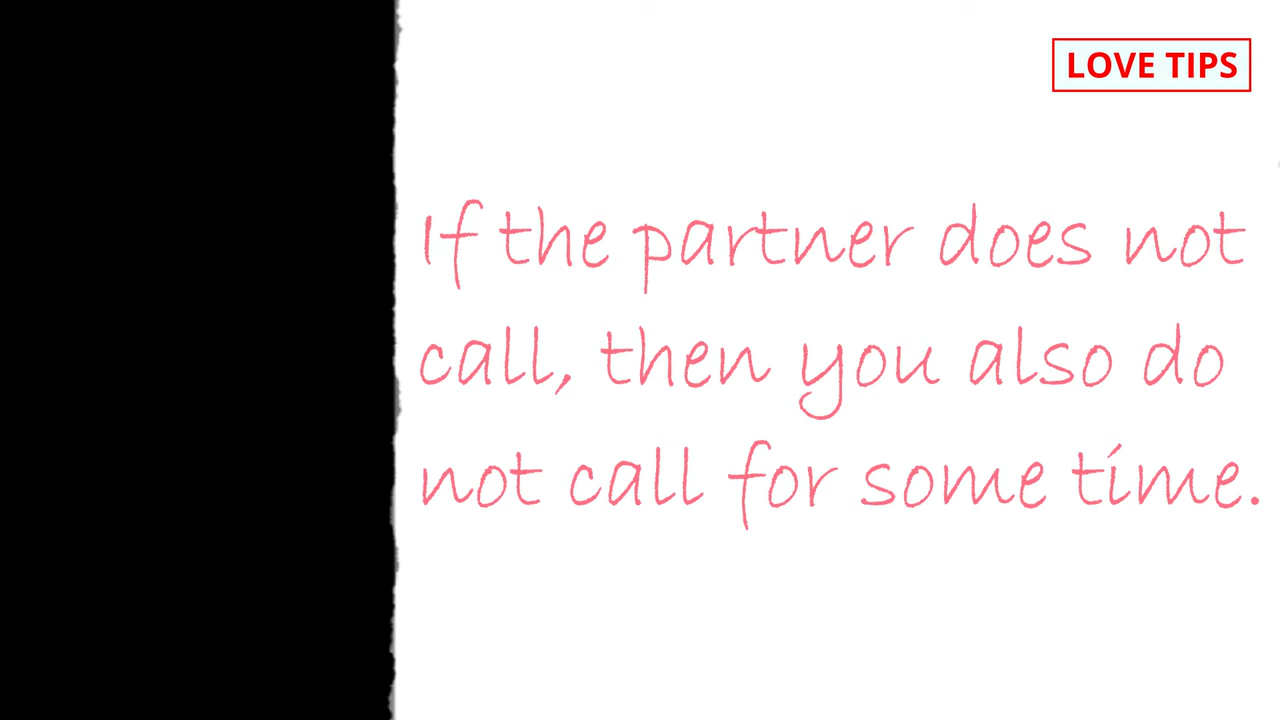 LOVE TIPS
If the partner does not
call, then you also do
not call for some time.